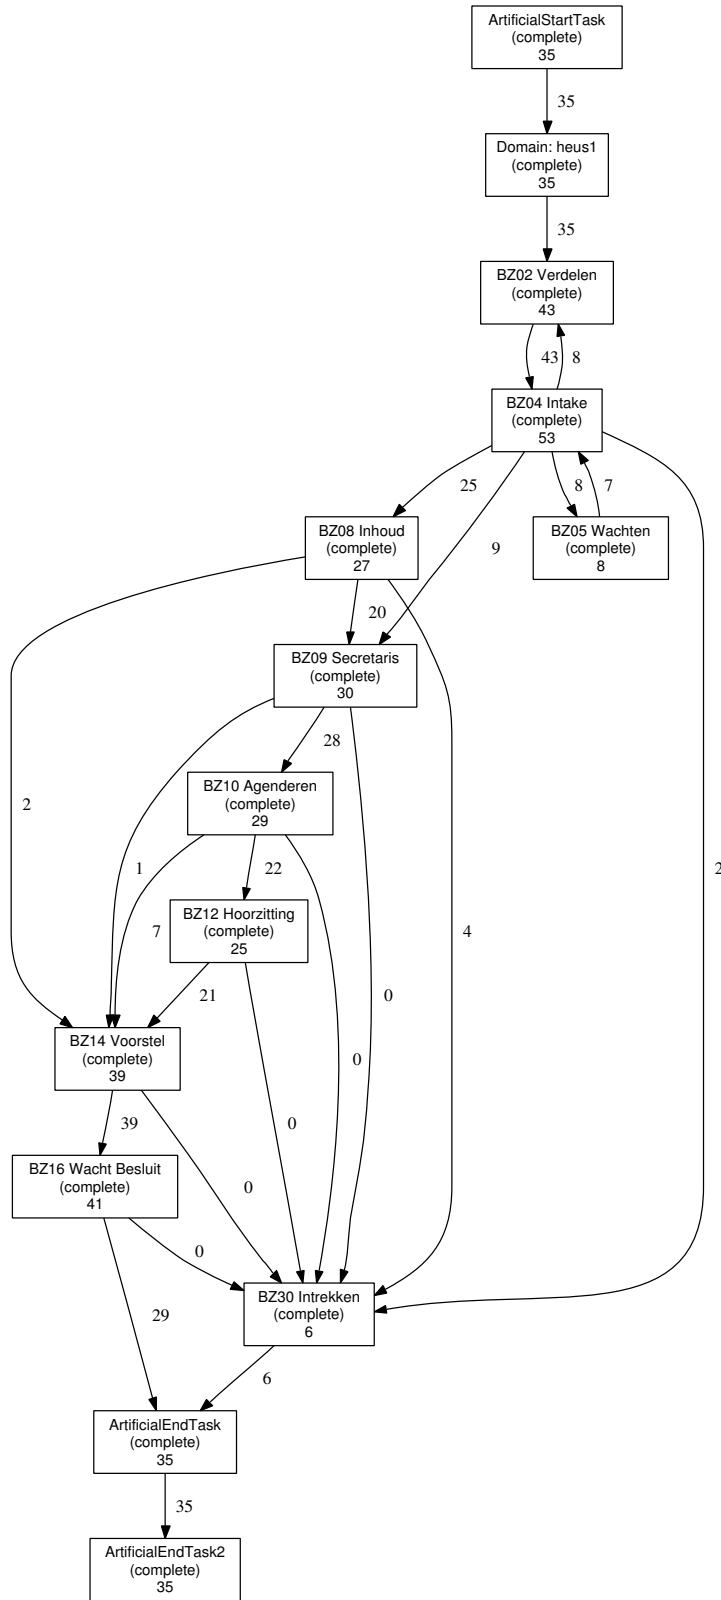 ArtificialStartTask
(complete)
35
35
Domain: heus1
(complete)
35
35
BZ02 Verdelen
(complete)
43
43
8
BZ04 Intake
(complete)
53
25
9
8
7
2
BZ08 Inhoud
(complete)
27
BZ05 Wachten
(complete)
8
20
BZ09 Secretaris
(complete)
30
28
BZ10 Agenderen
(complete)
29
2
1
22
7
BZ12 Hoorzitting
(complete)
25
4
21
0
BZ14 Voorstel
(complete)
39
0
0
39
BZ16 Wacht Besluit
(complete)
41
0
0
BZ30 Intrekken
(complete)
6
29
6
ArtificialEndTask
(complete)
35
35
ArtificialEndTask2
(complete)
35